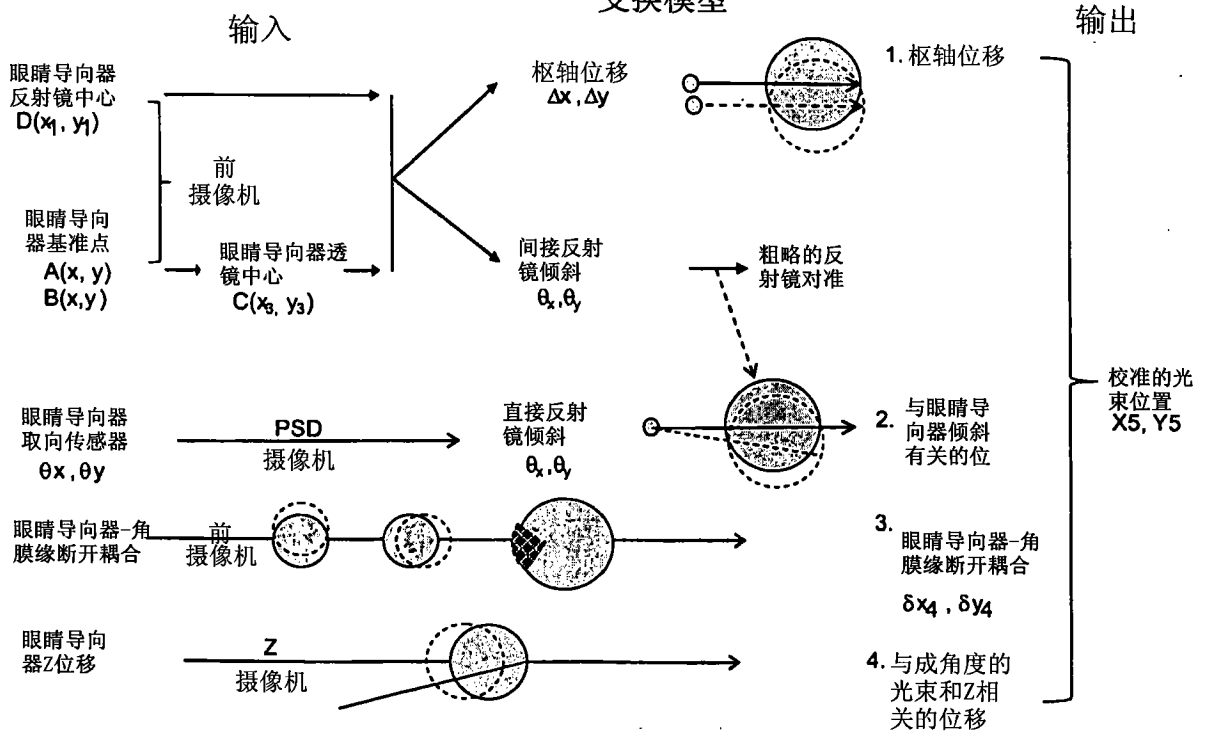 变换模型
输入
输出
眼睛导向器
反射镜中心
D(x1, y1)
前
摄像机
眼睛导向
器基准点
A(x, y)
B(x,y)
眼睛导向器透
镜中心
C(x3, y3)
枢轴位移
Δx,Δy
间接反射
镜倾斜
θx,θy
粗略的反
射镜对准
1. 枢轴位移
眼睛导向器
取向传感器
θx,θy
PSD
摄像机
直接反射
镜倾斜
θx,θy
2. 与眼睛导
向器倾斜
有关的位
校准的光
束位置
X5, Y5
眼睛导向器-角
膜缘断开耦合
前
摄像机
3.
眼睛导向器-角
膜缘断开耦合
δx4 , δy4
眼睛导向
器Z位移
Z
摄像机
4. 与成角度的
光束和Z相
关的位移